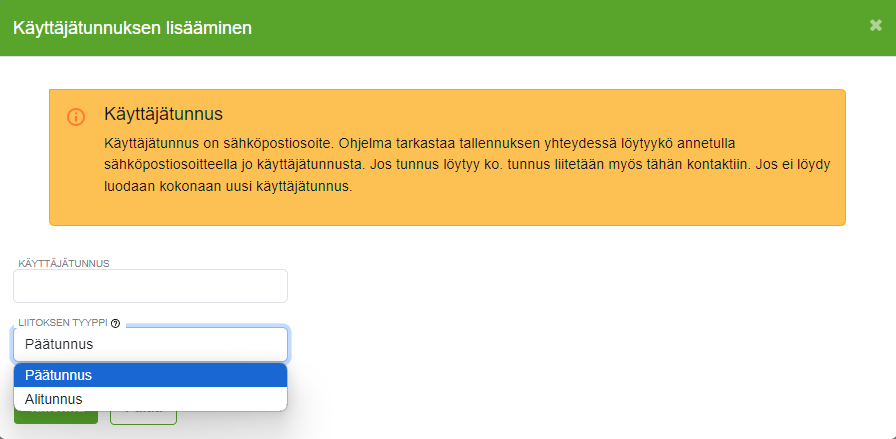 Käyttäjätunnuksen lisääminen
Käyttäjätunnus
Käyttäjätunnus on sähköpostiosoite. Ohjelma tarkastaa tallennuksen yhteydessä löytyykö annetulla
sähköpostiosoitteella jo käyttäjätunnusta. Jos tunnus löytyy ko. tunnus liitetään myös tähän kontaktiin. Jos ei löydy
luodaan kokonaan uusi käyttäjätunnus.
KÄYTTÄJÄTUNNUS
LIITOKSEN TYYPPI
Päätunnus
Päätunnus
Alitunnus